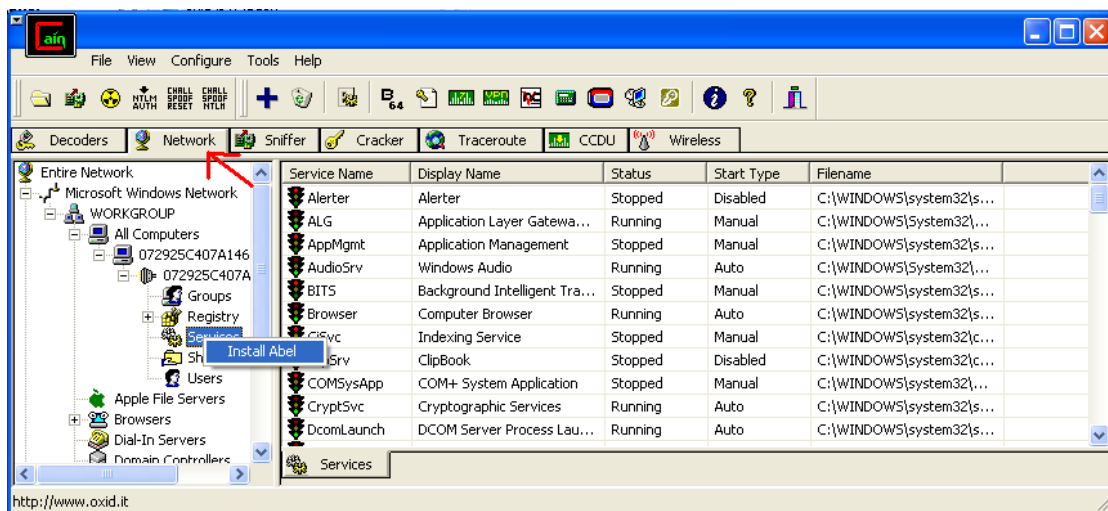 Caín
File View Configure Tools Help
NTLM AUTH CHALL SPOOF RESET CHALL SPOOF NTLM B64
Decoders Network Sniffer Cracker Traceroute CCDU Wireless
Entire Network
Microsoft Windows Network
WORKGROUP
All Computers
072925C407A146
072925C407A
Groups
Registry
Services
Install Abel
Sh
Users
Apple File Servers
Browsers
Dial-In Servers
Domain Controllers
Service Name Display Name Status Start Type Filename
Alerter Alerter Stopped Disabled C:\WINDOWS\system32\s...
ALG Application Layer Gatewa... Running Manual C:\WINDOWS\System32\...
AppMgmt Application Management Stopped Manual C:\WINDOWS\system32\s...
AudioSrv Windows Audio Running Auto C:\WINDOWS\System32\...
BITS Background Intelligent Tra... Stopped Manual C:\WINDOWS\system32\s...
Browser Computer Browser Running Auto C:\WINDOWS\system32\s...
CiSvc Indexing Service Stopped Manual C:\WINDOWS\system32\c...
Srv ClipBook Stopped Disabled C:\WINDOWS\system32\c...
COMSysApp COM+ System Application Stopped Manual C:\WINDOWS\system32\...
CryptSvc Cryptographic Services Running Auto C:\WINDOWS\system32\s...
DcomLaunch DCOM Server Process Lau... Running Auto C:\WINDOWS\system32\s...
Services
http://www.oxid.it